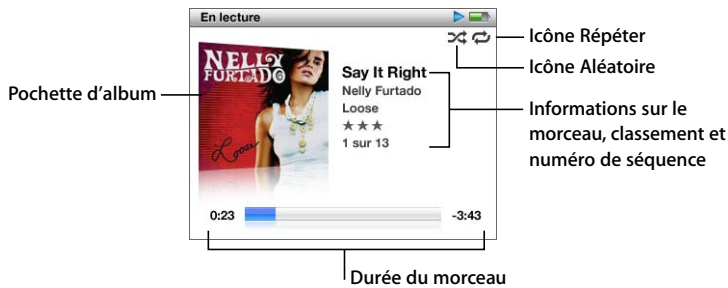 En lecture
Icône Répéter
Icône Aléatoire
NELLY
FURTADO
Loose
Say It Right
Nelly Furtado
Loose
1 sur 13
Pochette d'album
Informations sur le
morceau, classement et
numéro de séquence
0:23
-3:43
Durée du morceau